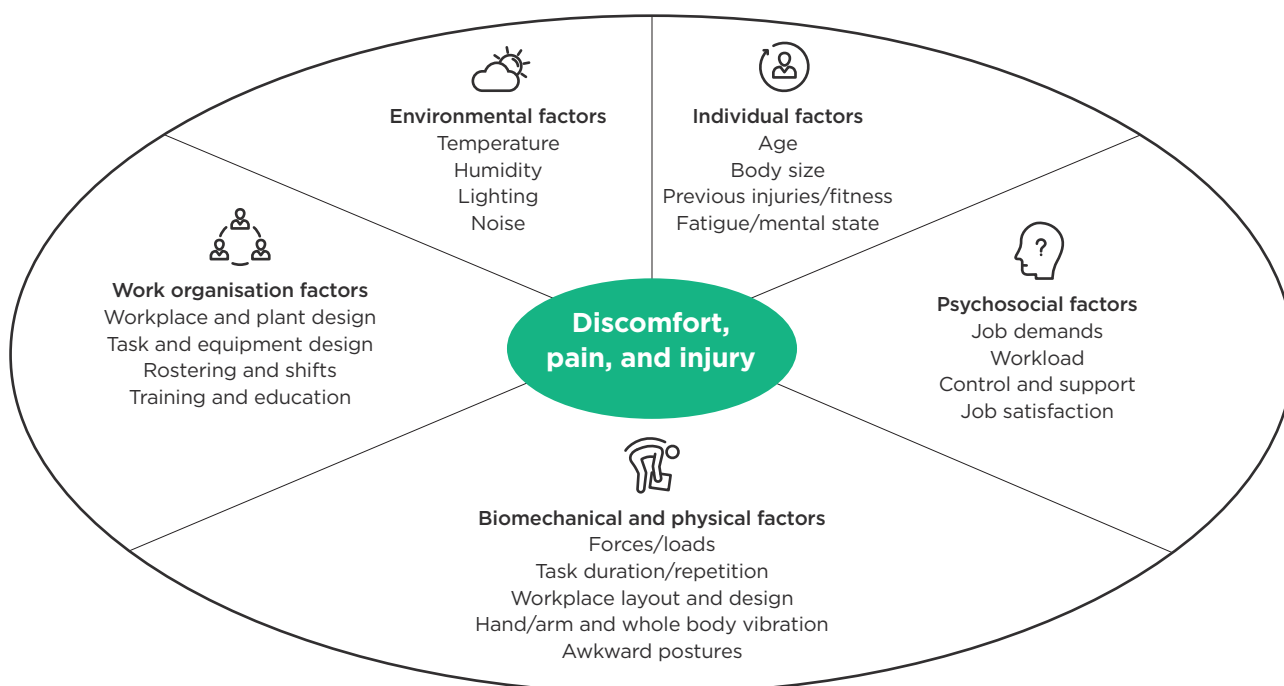 Environmental factors
Temperature
Humidity
Lighting
Noise
Individual factors
Age
Body size
Previous injuries/fitness
Fatigue/mental state
Work organisation factors
Workplace and plant design
Task and equipment design
Rostering and shifts
Training and education
Discomfort,
pain, and injury
?
Psychosocial factors
Job demands
Workload
Control and support
Job satisfaction
Biomechanical and physical factors
Forces/loads
Task duration/repetition
Workplace layout and design
Hand/arm and whole body vibration
Awkward postures